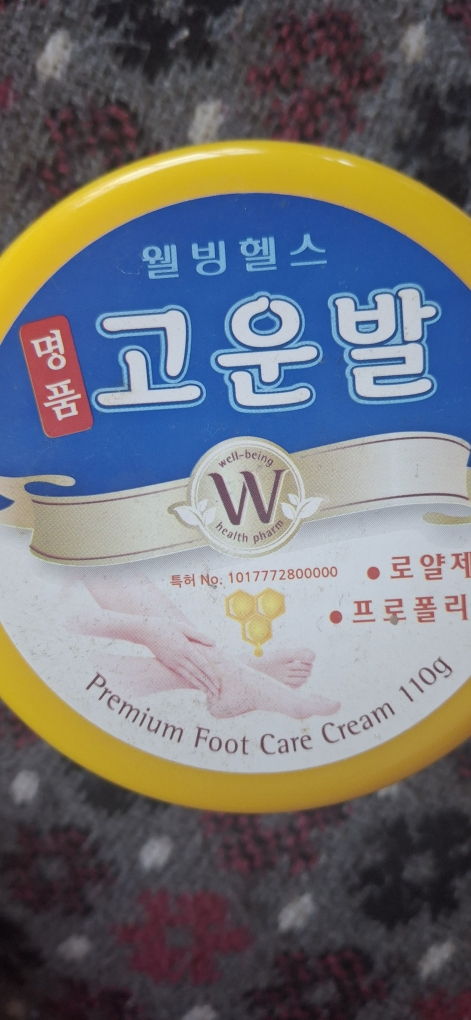 웰빙헬스
명품
고운발
well-being
W
health pharm
특허 No. 1017772800000
● 로얄제
● 프로폴리
Premium Foot Care Cream 110g